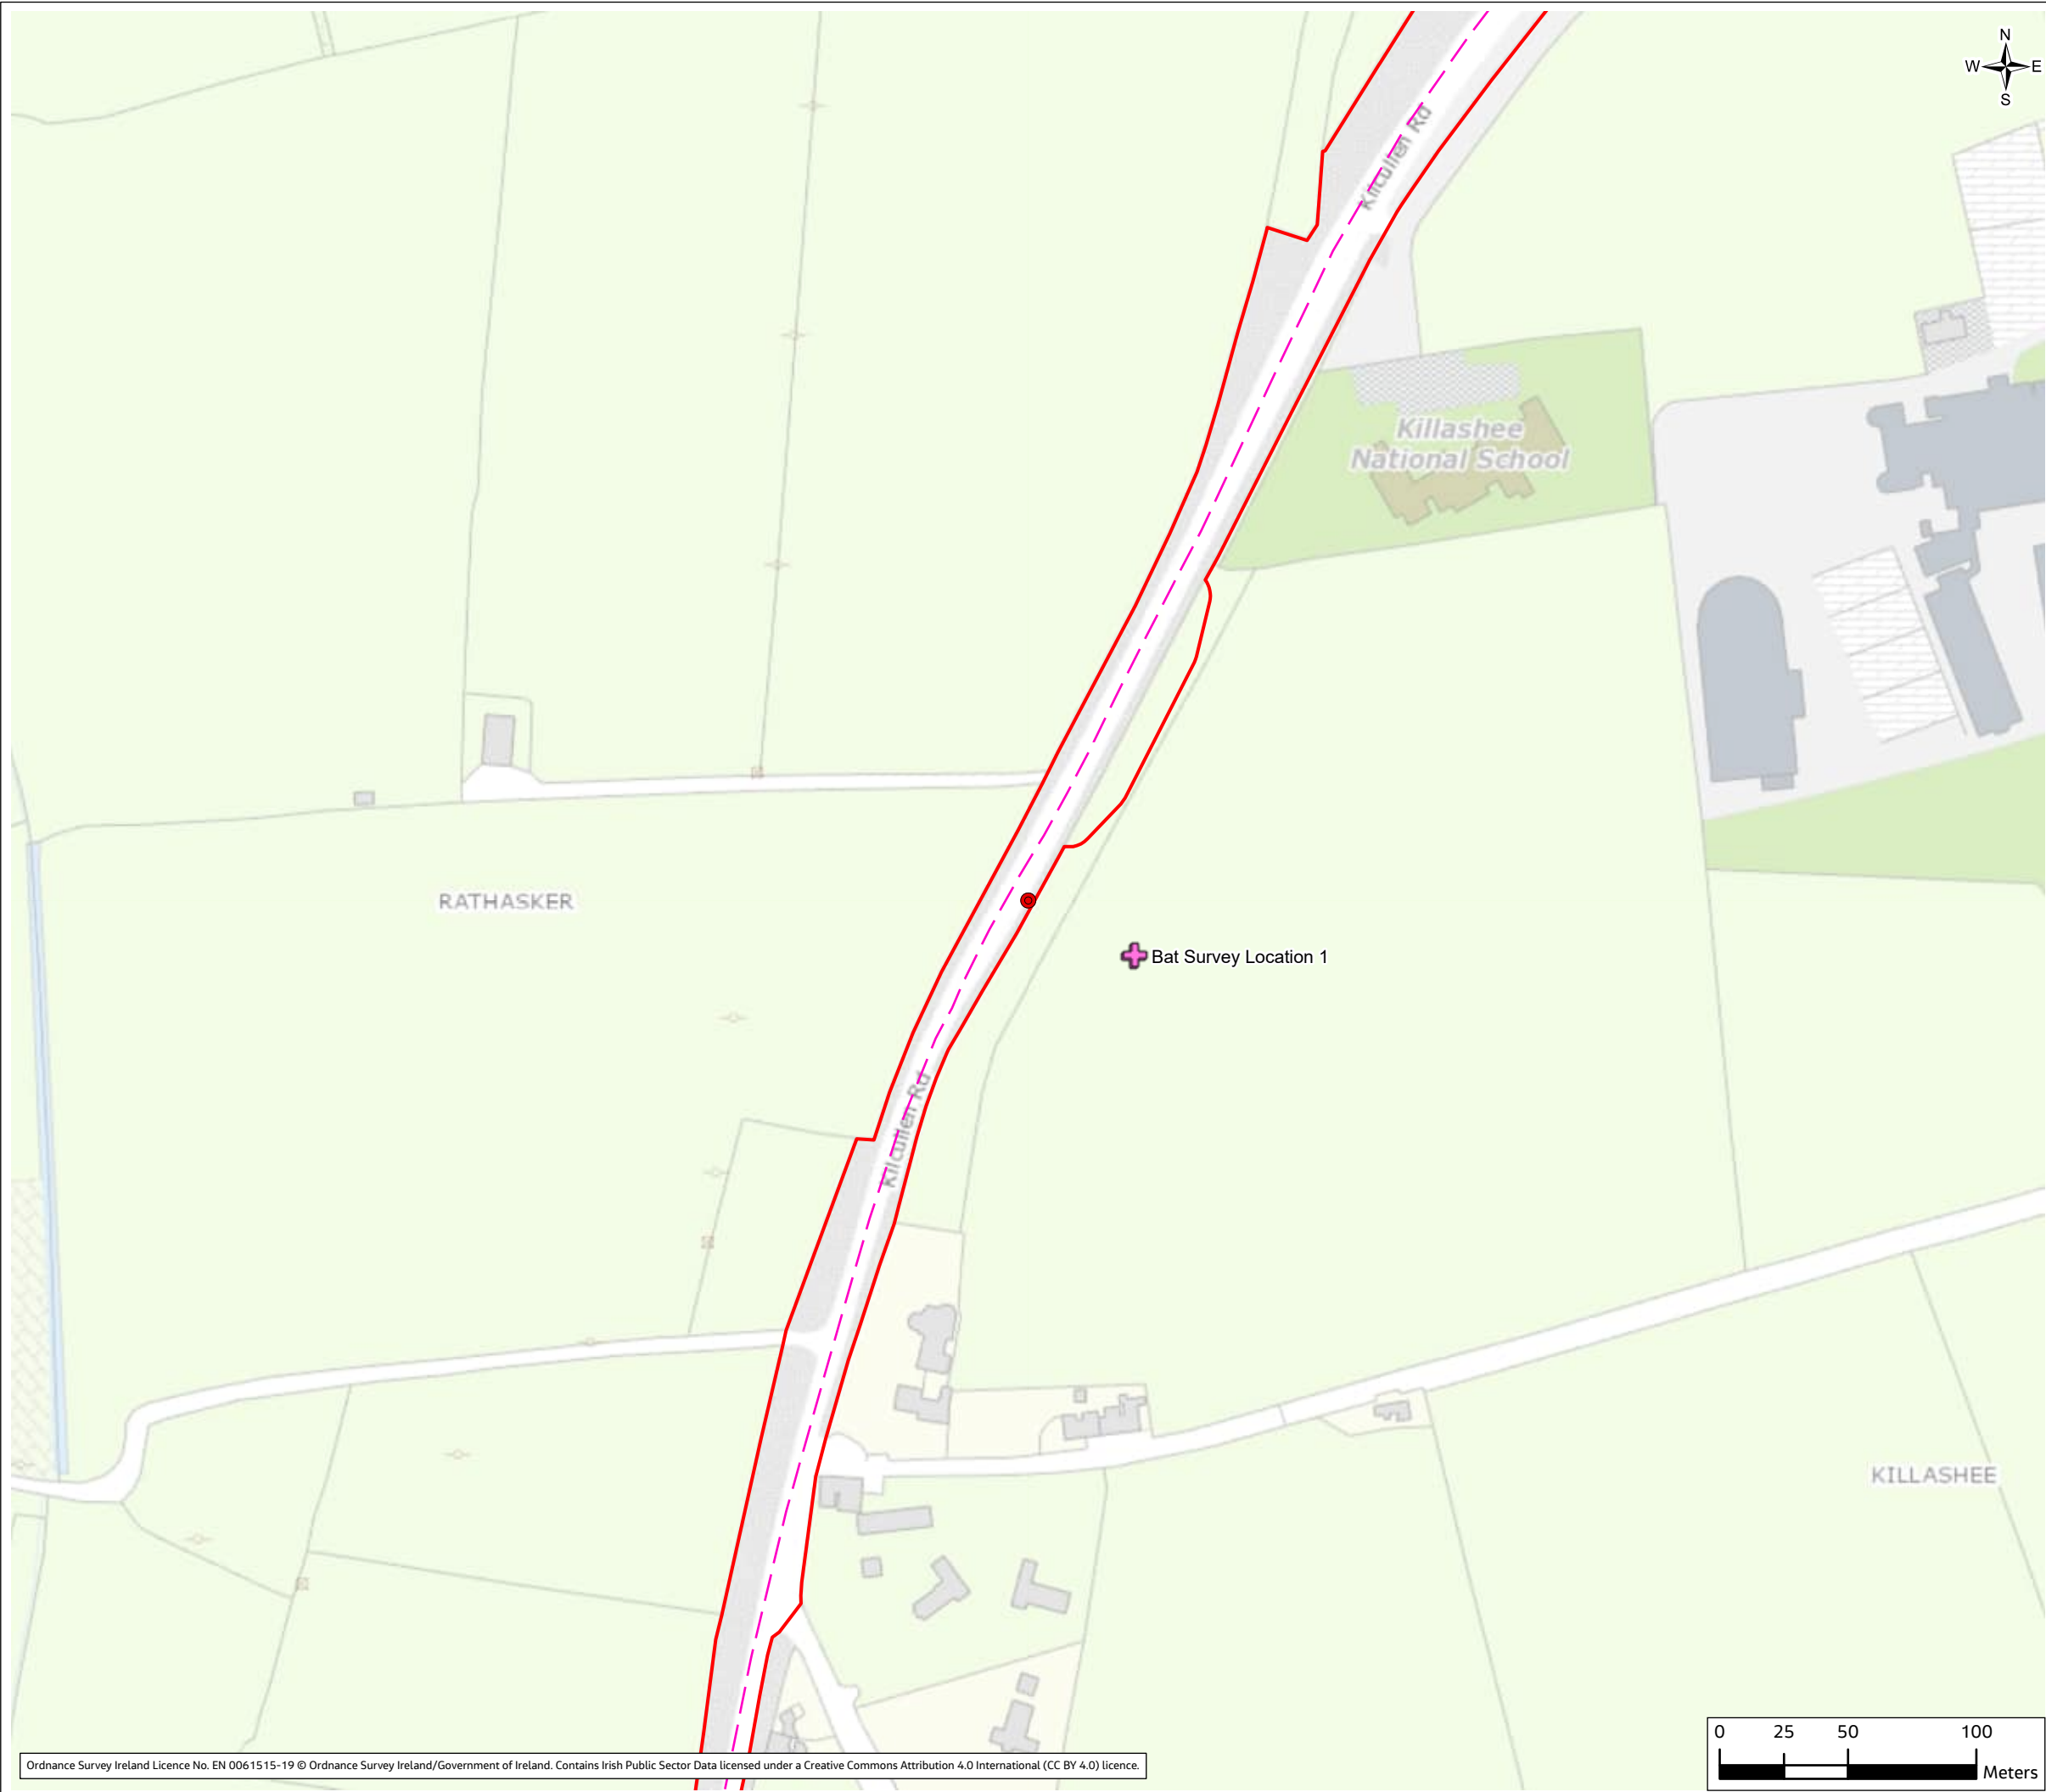 N
W E
S
Kilcullen Rd
Killashee
National School
RATHASKER
Bat Survey Location 1
Kilcullen Rd
KILLASHEE
0 25 50 100
Meters
Ordnance Survey Ireland Licence No. EN 0061515-19 © Ordnance Survey Ireland/Government of Ireland. Contains Irish Public Sector Data licensed under a Creative Commons Attribution 4.0 International (CC BY 4.0) licence.